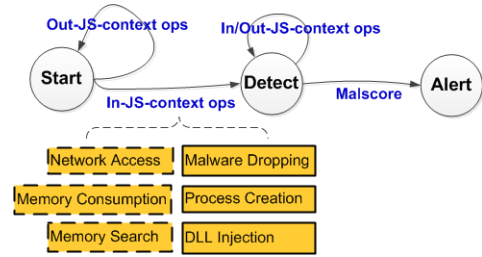 Out-JS-context ops
In/Out-JS-context ops
Start
Detect
Alert
Malscore
In-JS-context ops
Network Access
Malware Dropping
Memory Consumption
Process Creation
Memory Search
DLL Injection